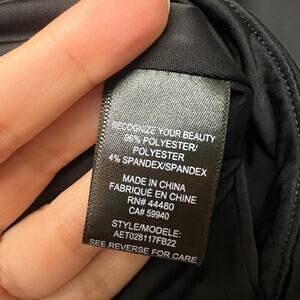 RECOGNIZE YOUR BEAUTY
96% POLYESTER/
POLYESTER
4% SPANDEX/SPANDEX
MADE IN CHINA
FABRIQUÉ EN CHINE
RN# 44480
CA# 59940
STYLE/MODELE:
AET028117FB22
SEE REVERSE FOR CARE